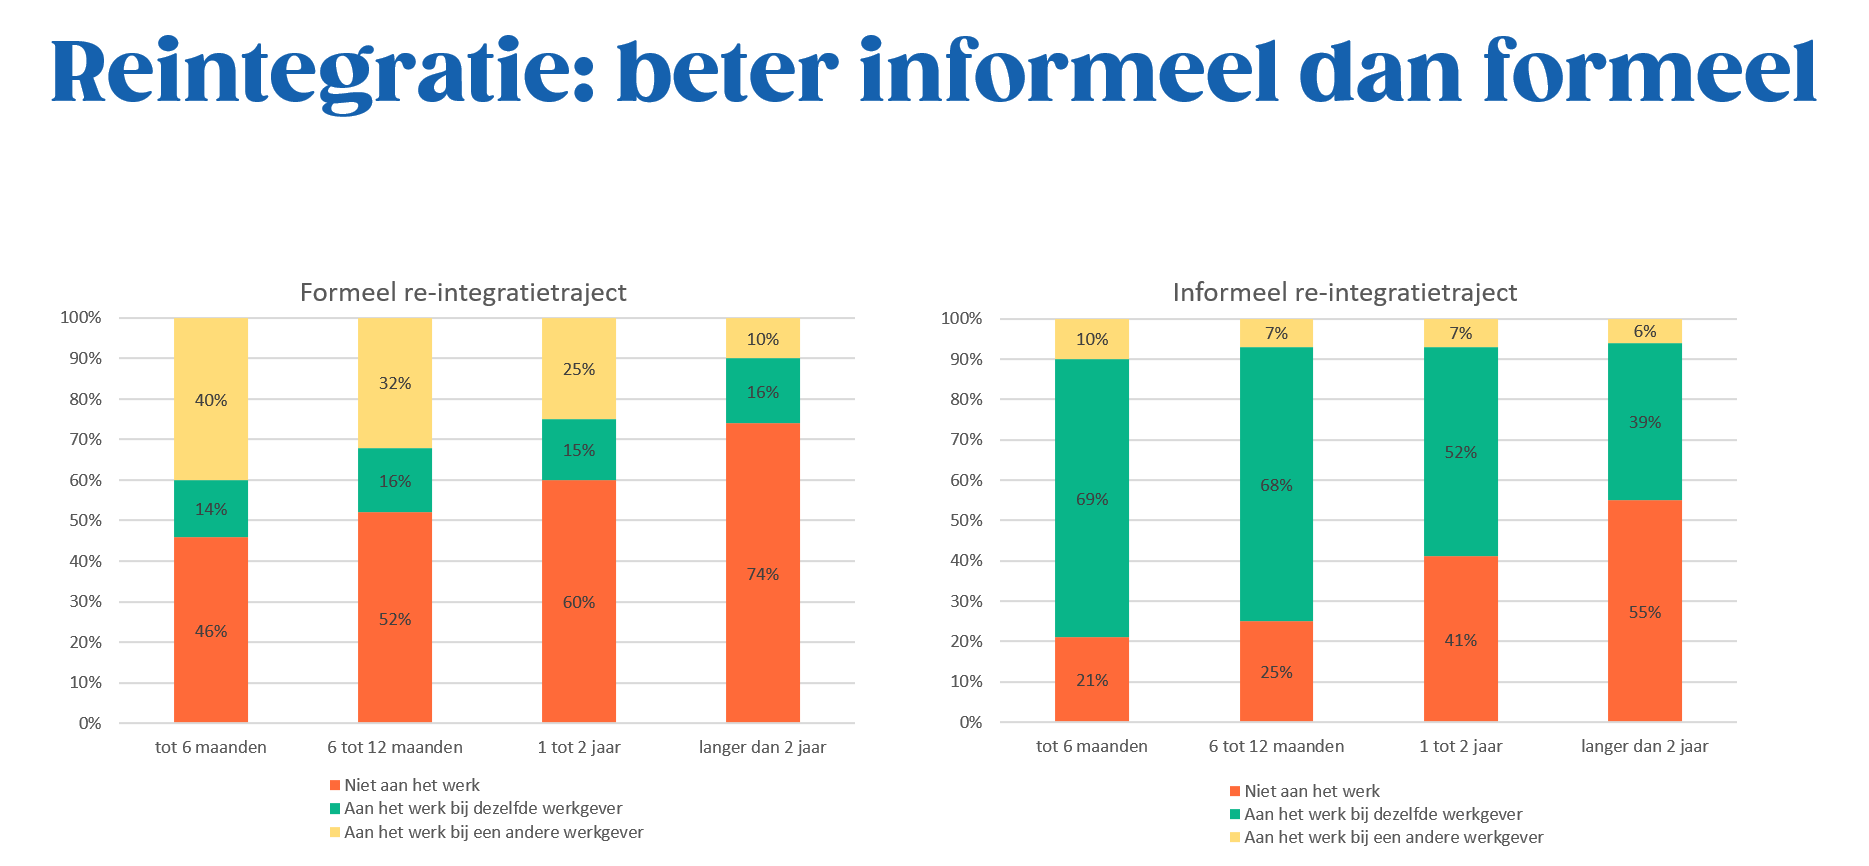 Reintegratie: beter informeel dan formeel
Formeel re-integratietraject
100%
90%
80%
70%
60%
50%
40%
30%
20%
10%
0%
40%
14%
46%
32%
16%
52%
25%
15%
60%
10%
16%
74%
tot 6 maanden
6 tot 12 maanden
1 tot 2 jaar
langer dan 2 jaar
Niet aan het werk
Aan het werk bij dezelfde werkgever
Aan het werk bij een andere werkgever
Informeel re-integratietraject
100%
90%
80%
70%
60%
50%
40%
30%
20%
10%
0%
10%
69%
21%
7%
68%
25%
7%
52%
41%
6%
39%
55%
tot 6 maanden
6 tot 12 maanden
1 tot 2 jaar
langer dan 2 jaar
Niet aan het werk
Aan het werk bij dezelfde werkgever
Aan het werk bij een andere werkgever